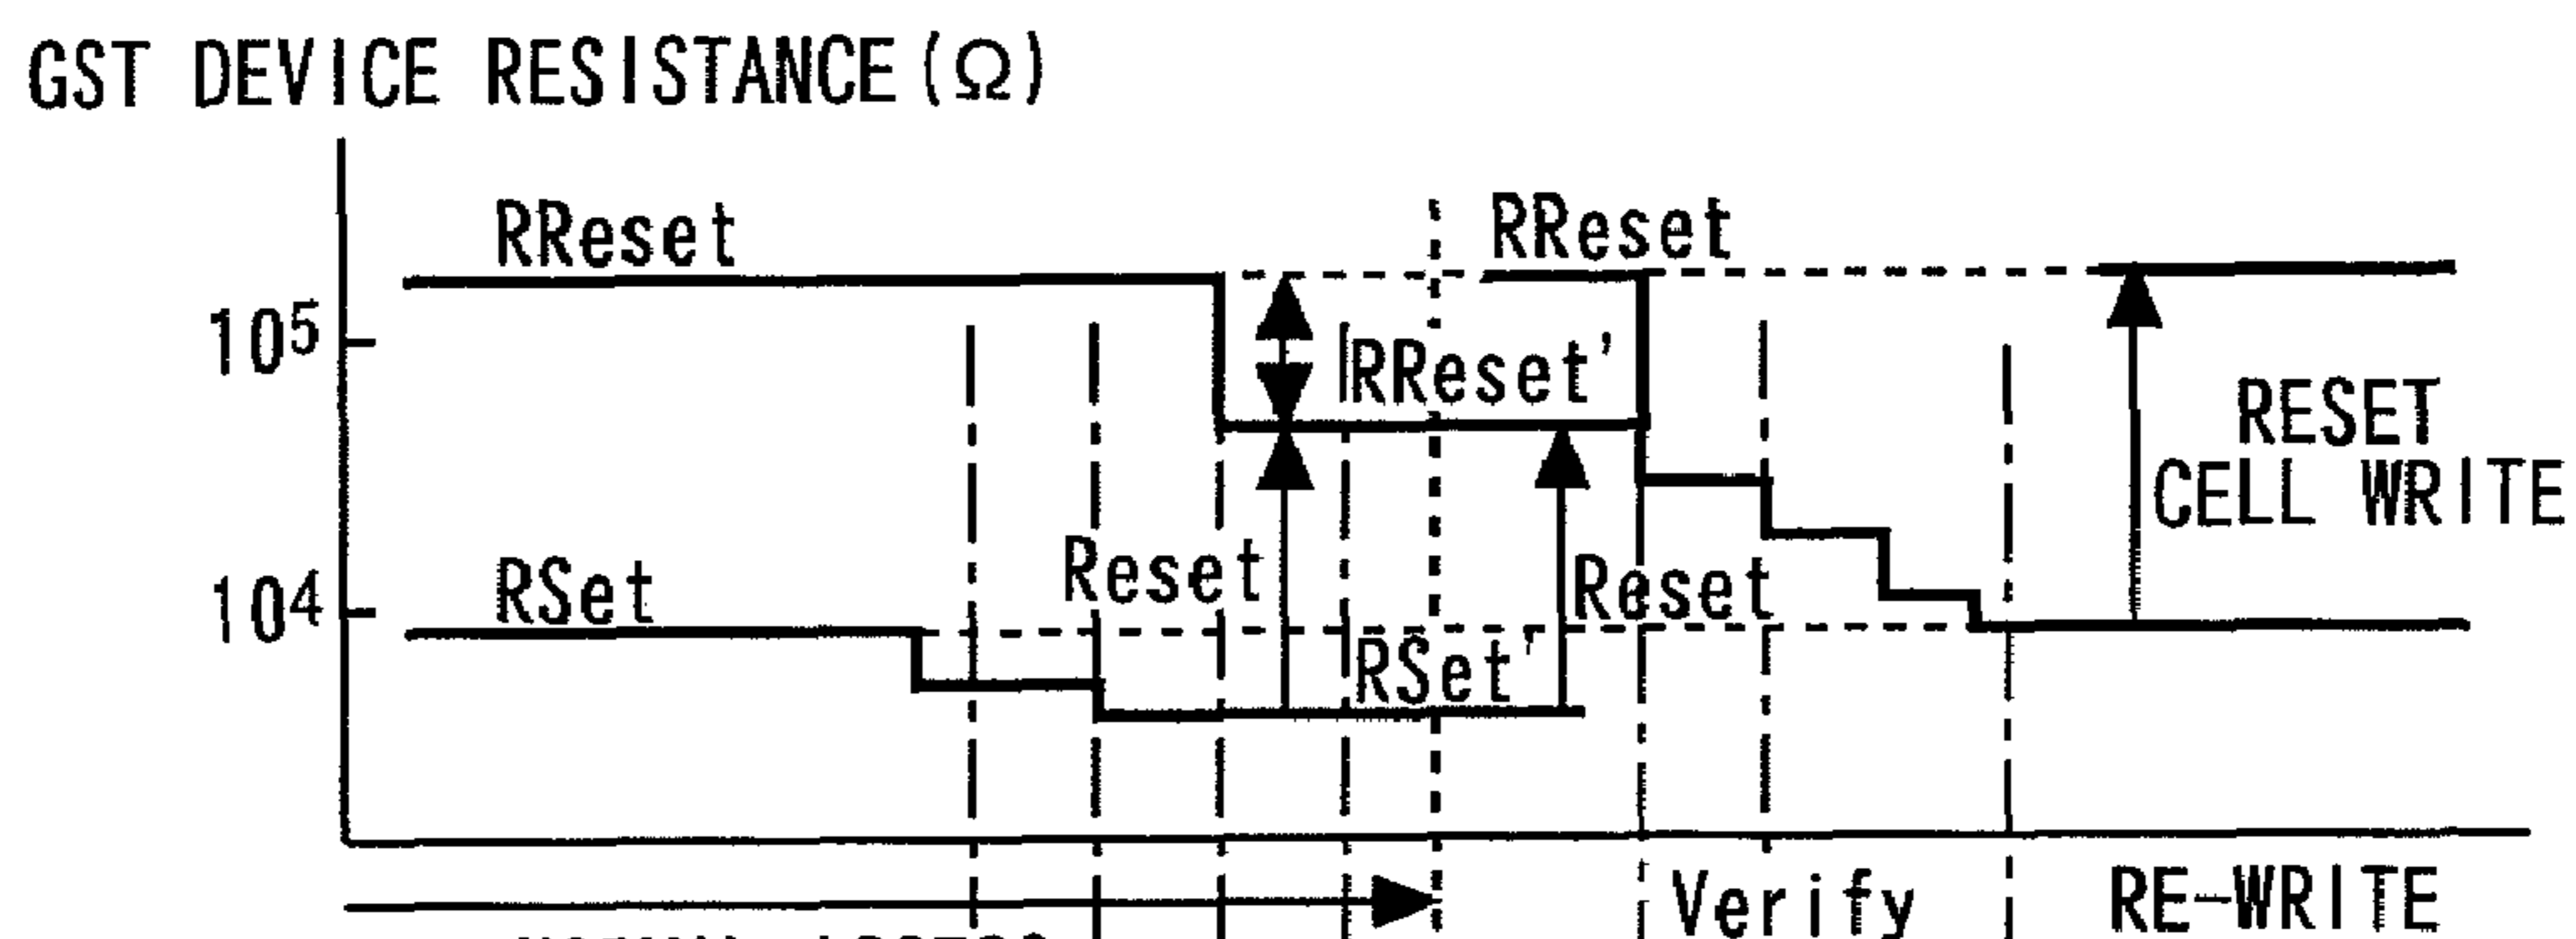 GST DEVICE RESISTANCE(Ω)
RReset
RReset
10⁵
RReset'
RESET
CELL WRITE
Reset
Reset
10⁴
RSet
RSet'
Verify
RE-WRITE